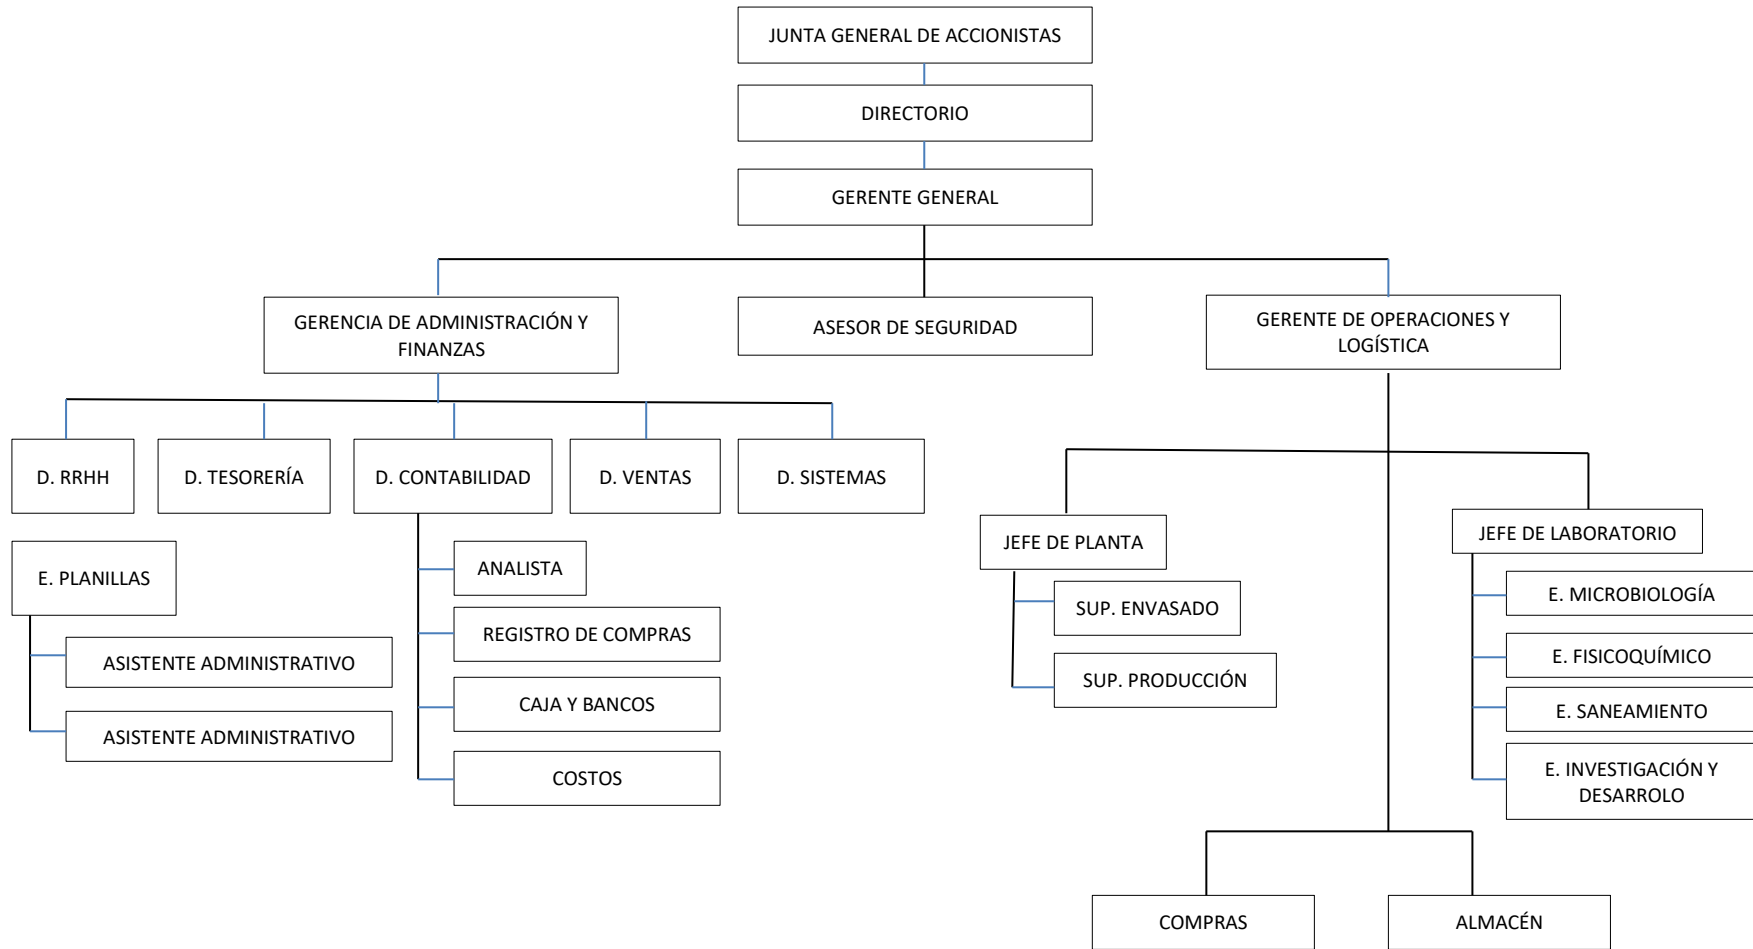 JUNTA GENERAL DE ACCIONISTAS
DIRECTORIO
GERENTE GENERAL
GERENCIA DE ADMINISTRACIÓN Y
FINANZAS
ASESOR DE SEGURIDAD
GERENTE DE OPERACIONES Y
LOGÍSTICA
D. RRHH
D. TESORERÍA
D. CONTABILIDAD
D. VENTAS
D. SISTEMAS
E. PLANILLAS
ASISTENTE ADMINISTRATIVO
ASISTENTE ADMINISTRATIVO
ANALISTA
REGISTRO DE COMPRAS
CAJA Y BANCOS
COSTOS
JEFE DE PLANTA
SUP. ENVASADO
SUP. PRODUCCIÓN
JEFE DE LABORATORIO
E. MICROBIOLOGÍA
E. FISICOQUÍMICO
E. SANEAMIENTO
E. INVESTIGACIÓN Y
DESARROLO
COMPRAS
ALMACÉN